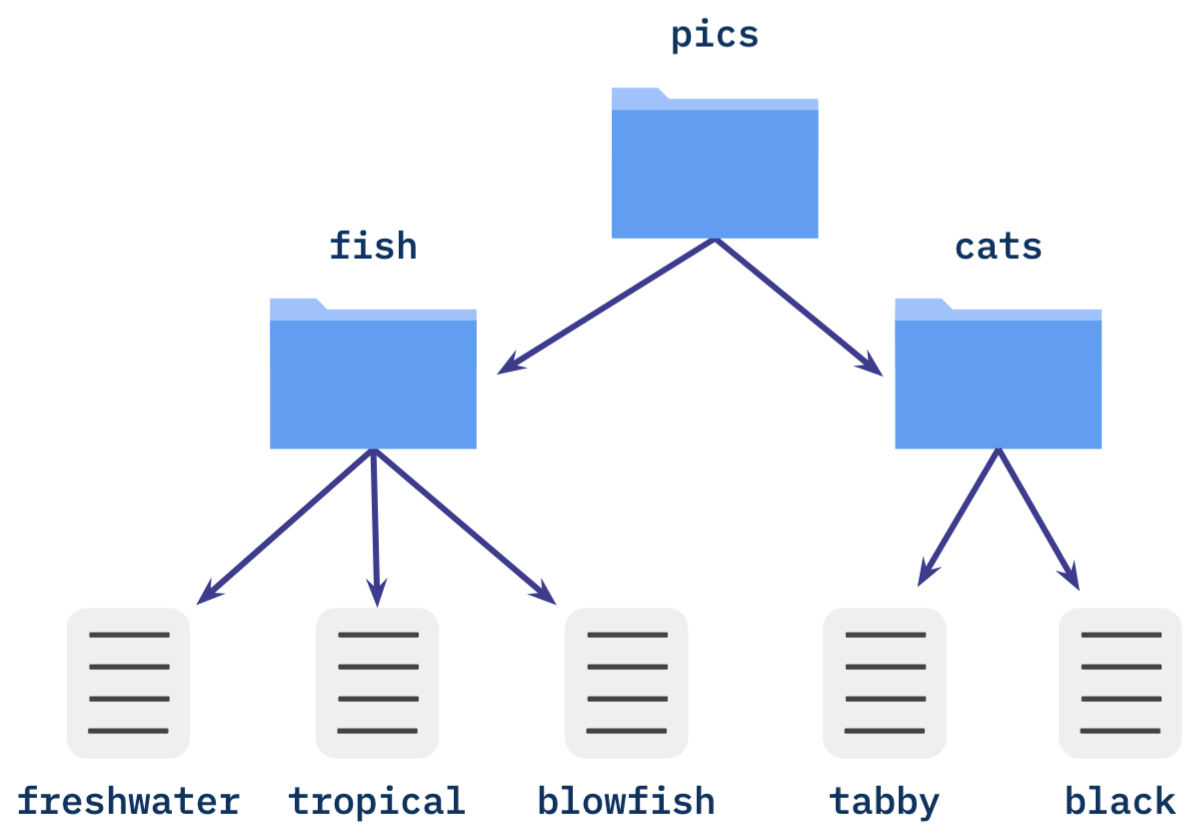 pics
fish
cats
freshwater
tropical
blowfish
tabby
black